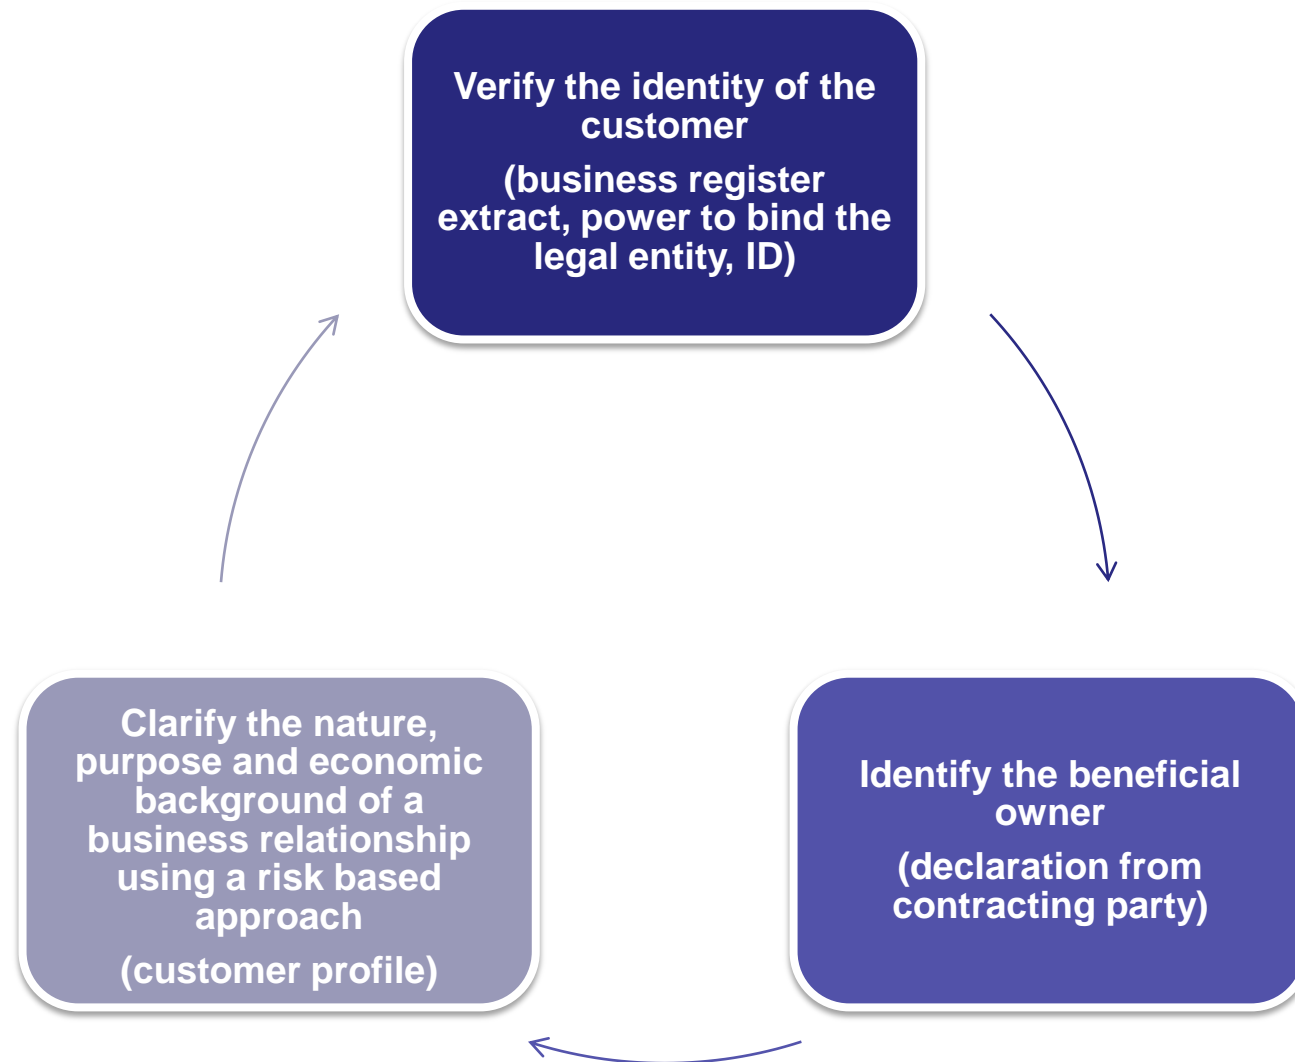 Verify the identity of the
customer
(business register
extract, power to bind the
legal entity, ID)
Identify the beneficial
owner
(declaration from
contracting party)
Clarify the nature,
purpose and economic
background of a
business relationship
using a risk based
approach
(customer profile)